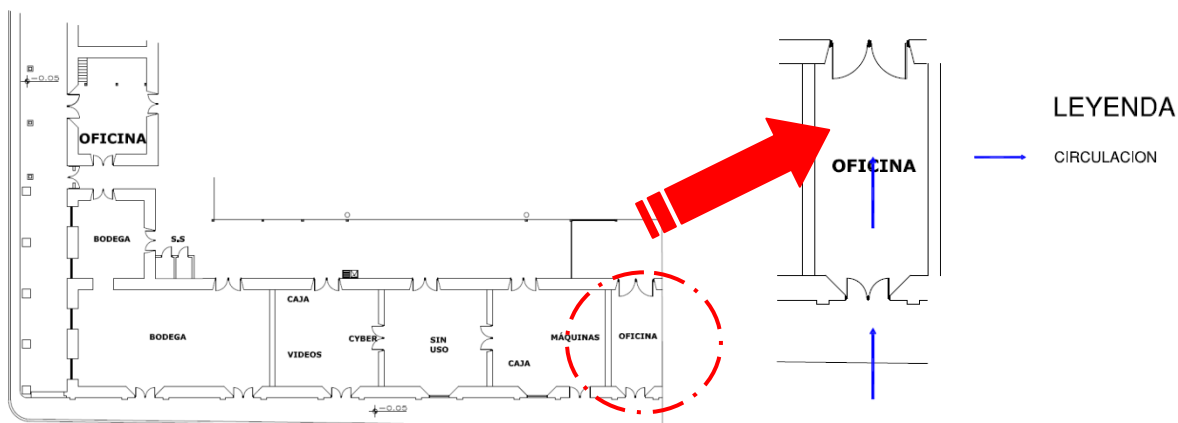 -0.05
OFICINA
BODEGA
S.S
CAJA
BODEGA
VIDEOS
CYBER
SIN
USO
CAJA
MÁQUINAS
OFICINA
-0.05
OFICINA
LEYENDA
CIRCULACION